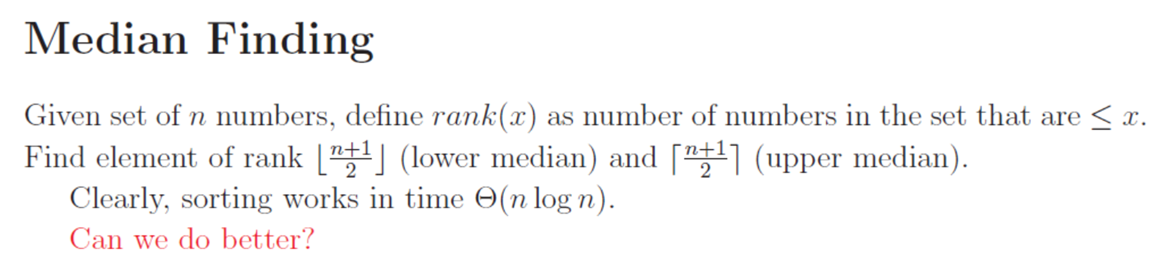 Median Finding
Given set of n numbers, define rank(x) as number of numbers in the set that are ≤ x.
Find element of rank ⌊(n+1)/2⌋ (lower median) and ⌈(n+1)/2⌉ (upper median).
Clearly, sorting works in time Θ(n log n).
Can we do better?